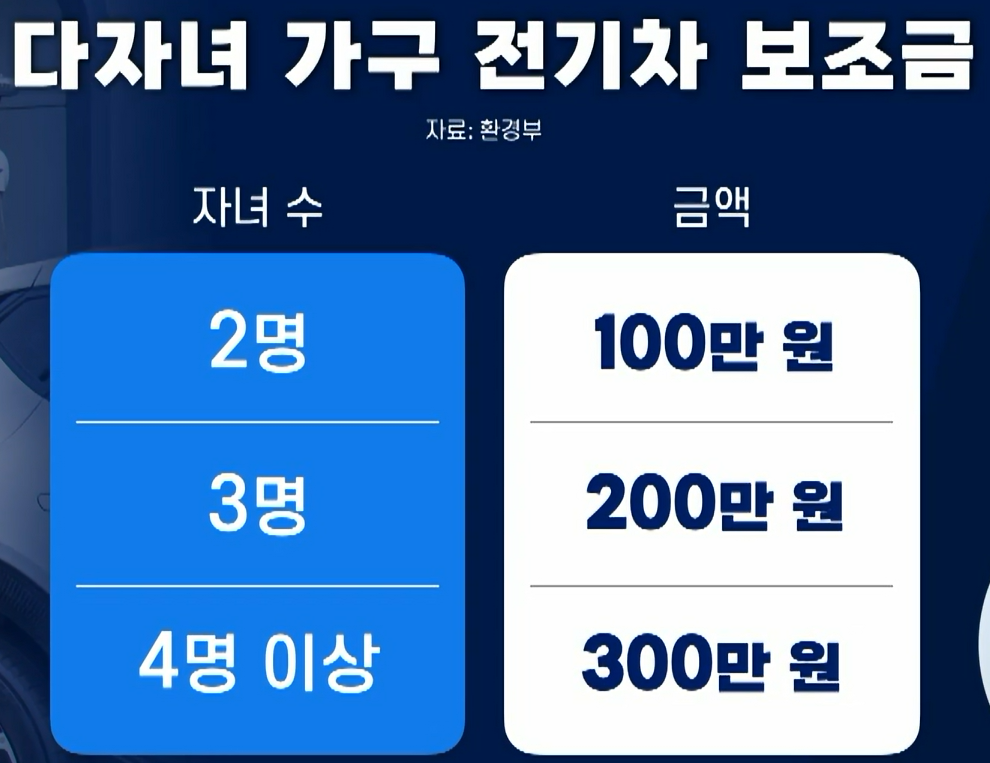 다자녀 가구 전기차 보조금
자료: 환경부
자녀 수 금액
2명 100만 원
3명 200만 원
4명 이상 300만 원